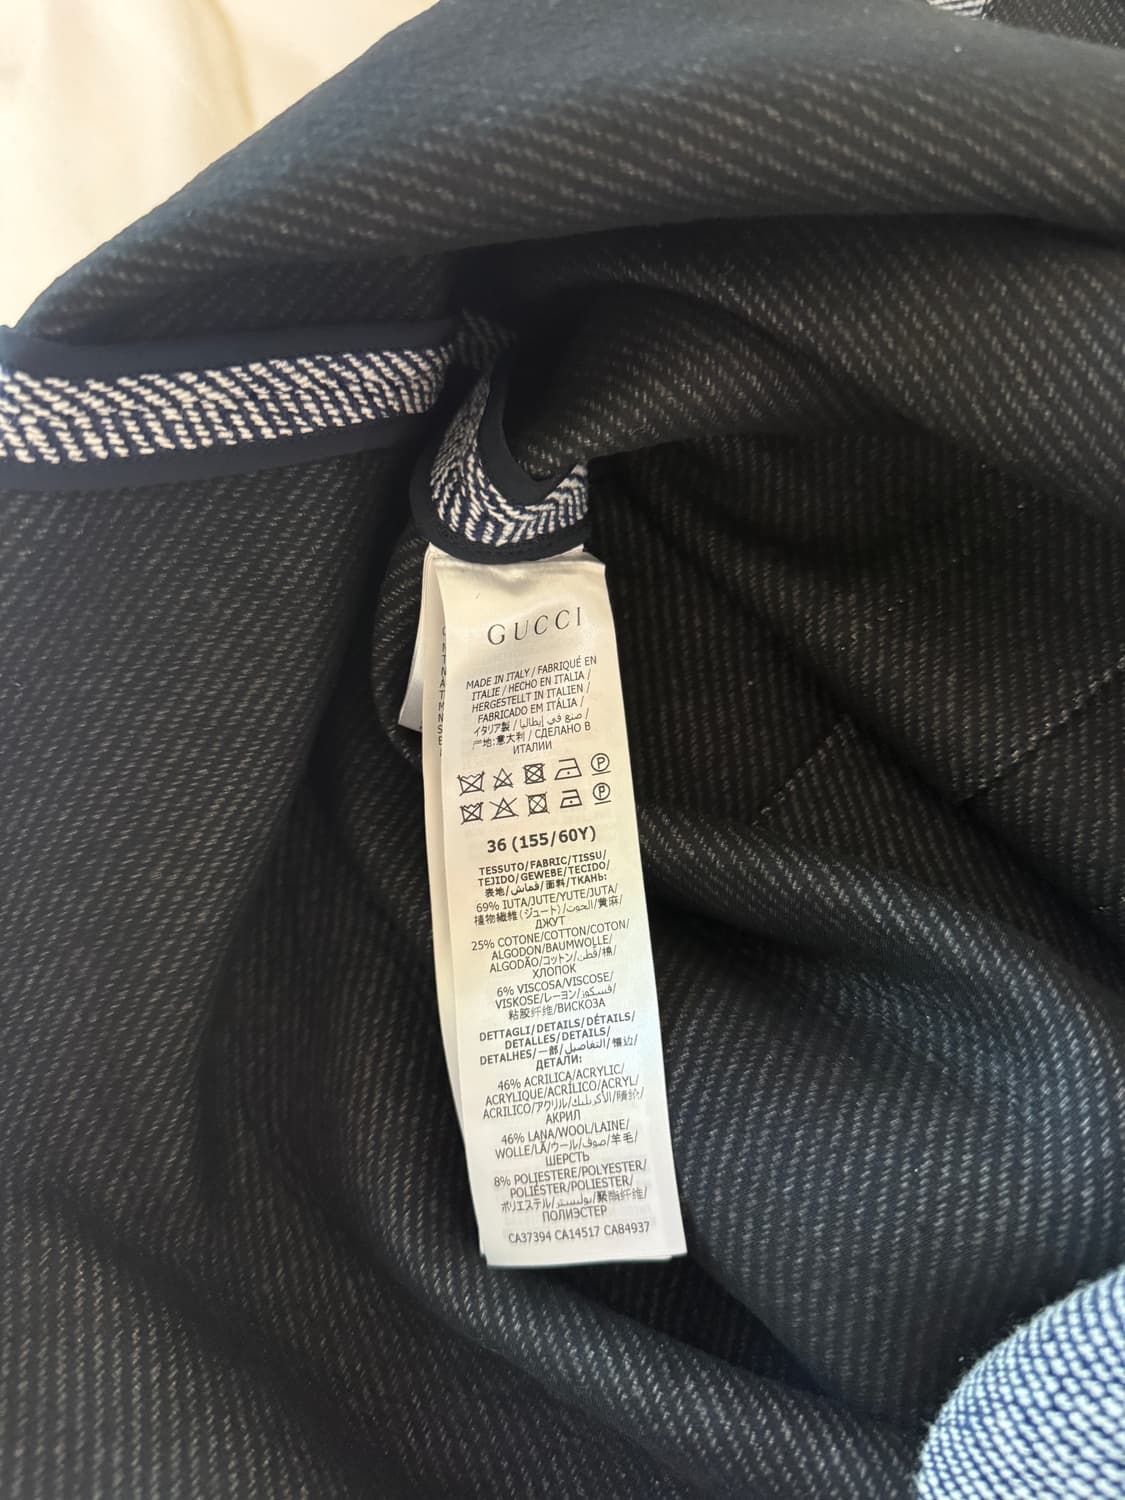 GUCCI
MADE IN ITALY / FABRIQUÉ EN
ITALIE / HECHO EN ITALIA /
HERGESTELLT IN ITALIEN /
FABRICADO EM ITÁLIA /
イタリア製 / صنع في إيطاليا /
产地:意大利 / СДЕЛАНО В
ИТАЛИИ
P
P
36 (155/60Y)
TESSUTO/FABRIC/TISSU/
TEJIDO/GEWEBE/TECIDO/
表地/قماش/面料/ТКАНЬ:
69% IUTA/JUTE/YUTE/JUTA/
植物繊維(ジュート)/الجوت/黄麻/
ДЖУТ
25% COTONE/COTTON/COTON/
ALGODON/BAUMWOLLE/
ALGODÃO/コットン/قطن/棉/
ХЛОПОК
6% VISCOSA/VISCOSE/
VISKOSE/レーヨン/فسكوز/
粘胶纤维/ВИСКОЗА
DETTAGLI/DETAILS/DÉTAILS/
DETALLES/DETAILS/
DETALHES/一部/التفاصيل/镶边/
ДЕТАЛИ:
46% ACRILICA/ACRYLIC/
ACRYLIQUE/ACRÍLICO/ACRYL/
ACRILICO/アクリル/الأكريليك/腈纶/
АКРИЛ
46% LANA/WOOL/LAINE/
WOLLE/LÃ/ウール/صوف/羊毛/
ШЕРСТЬ
8% POLIESTERE/POLYESTER/
POLIÉSTER/POLIESTER/
ポリエステル/بوليستر/聚酯纤维/
ПОЛИЭСТЕР
CA37394 CA14517 CA84937